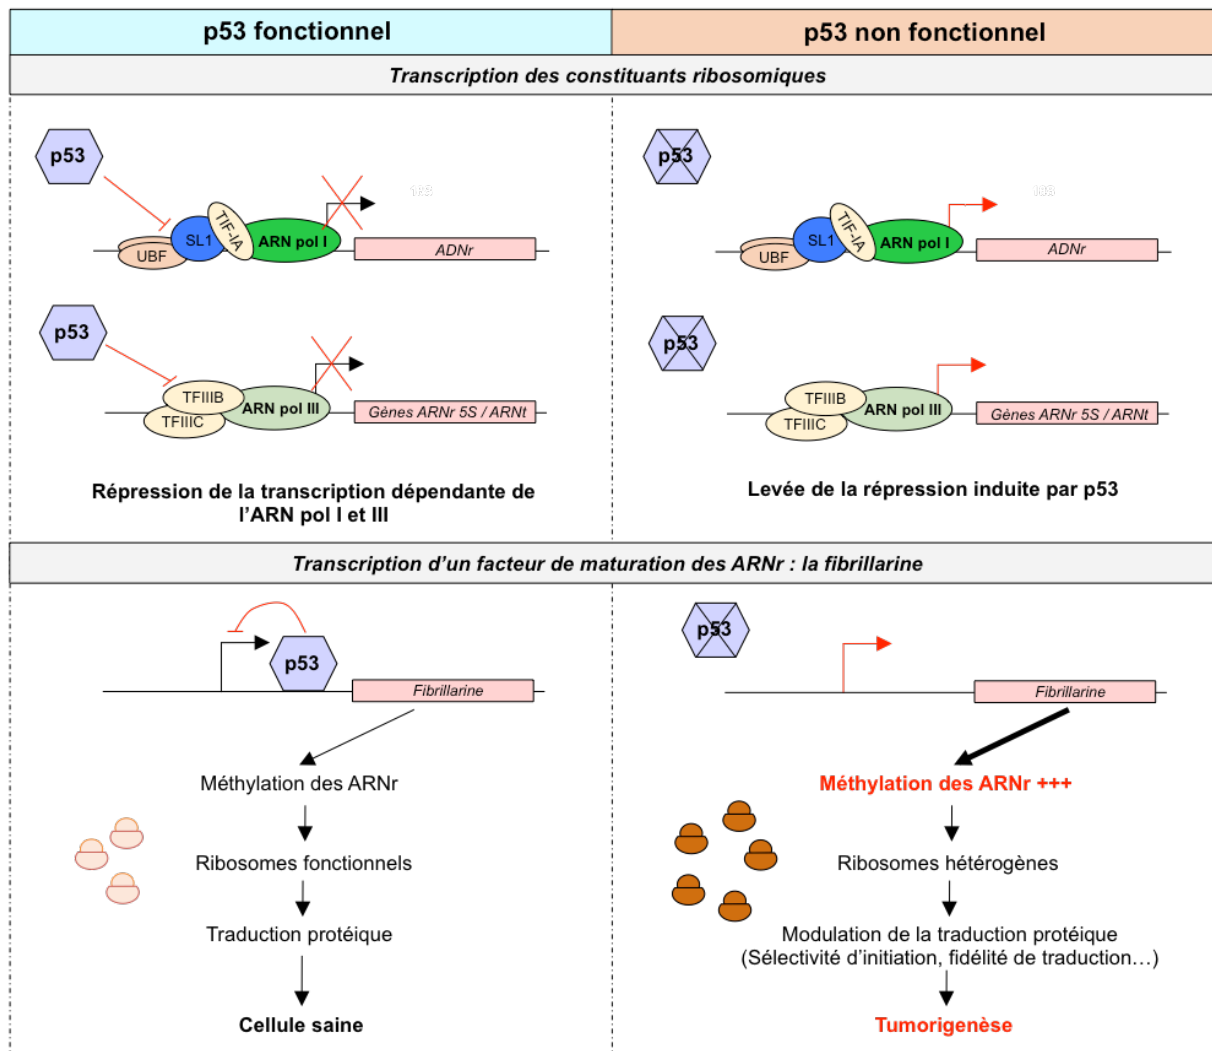 p53 fonctionnel
p53 non fonctionnel
Transcription des constituants ribosomiques
p53
UBF
SL1
TIF-IA
ARN pol I
ADNr
p53
UBF
SL1
TIF-IA
ARN pol I
ADNr
p53
TFIIIB
TFIIIC
ARN pol III
Gènes ARNr 5S / ARNt
p53
TFIIIB
TFIIIC
ARN pol III
Gènes ARNr 5S / ARNt
Répression de la transcription dépendante de
l’ARN pol I et III
Levée de la répression induite par p53
Transcription d’un facteur de maturation des ARNr : la fibrillarine
p53
Fibrillarine
Méthylation des ARNr
Ribosomes fonctionnels
Traduction protéique
Cellule saine
p53
Fibrillarine
Méthylation des ARNr +++
Ribosomes hétérogènes
Modulation de la traduction protéique
(Sélectivité d’initiation, fidélité de traduction…)
Tumorigenèse